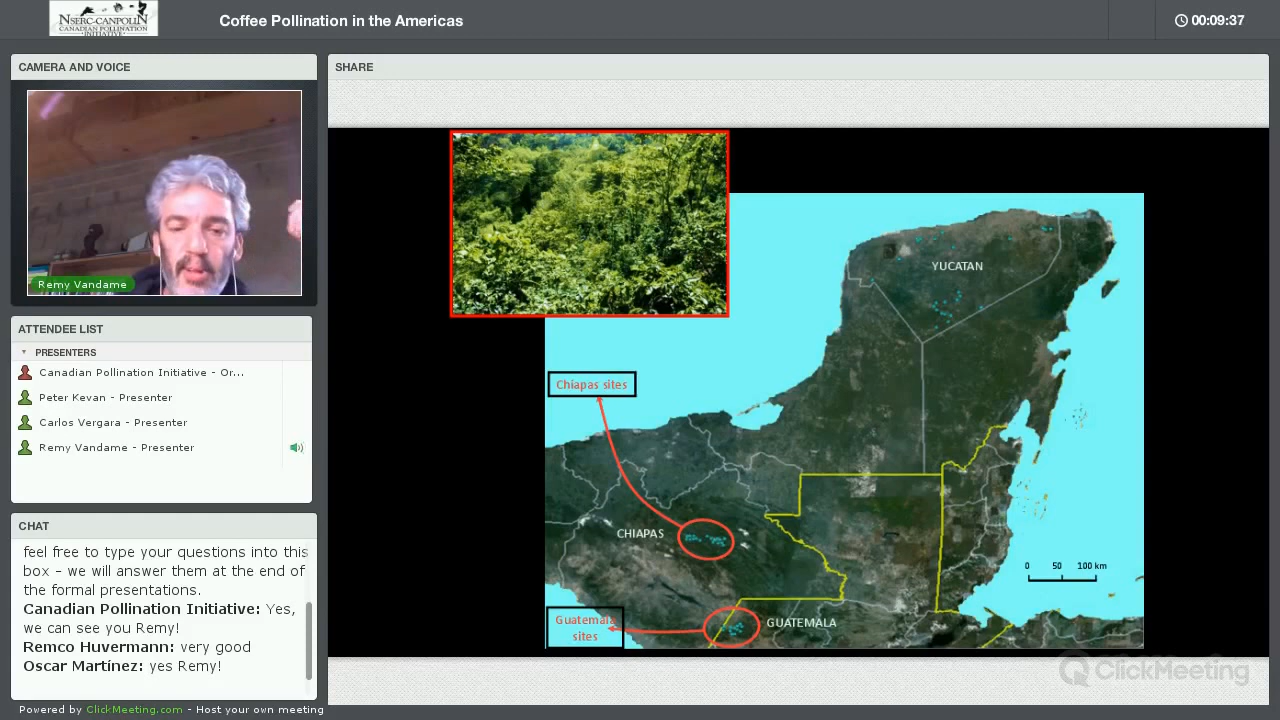 NSERC-CANPOLIN
CANADIAN POLLINATION
INITIATIVE
Coffee Pollination in the Americas
00:09:37
CAMERA AND VOICE
Remy Vandame
ATTENDEE LIST
PRESENTERS
Canadian Pollination Initiative - Or...
Peter Kevan - Presenter
Carlos Vergara - Presenter
Remy Vandame - Presenter
CHAT
feel free to type your questions into this
box – we will answer them at the end of
the formal presentations.
Canadian Pollination Initiative: Yes,
we can see you Remy!
Remco Huvermann: very good
Oscar Martínez: yes Remy!
Powered by ClickMeeting.com - Host your own meeting
SHARE
YUCATAN
Chiapas sites
CHIAPAS
0 50 100 km
Guatemala
sites
GUATEMALA
ClickMeeting